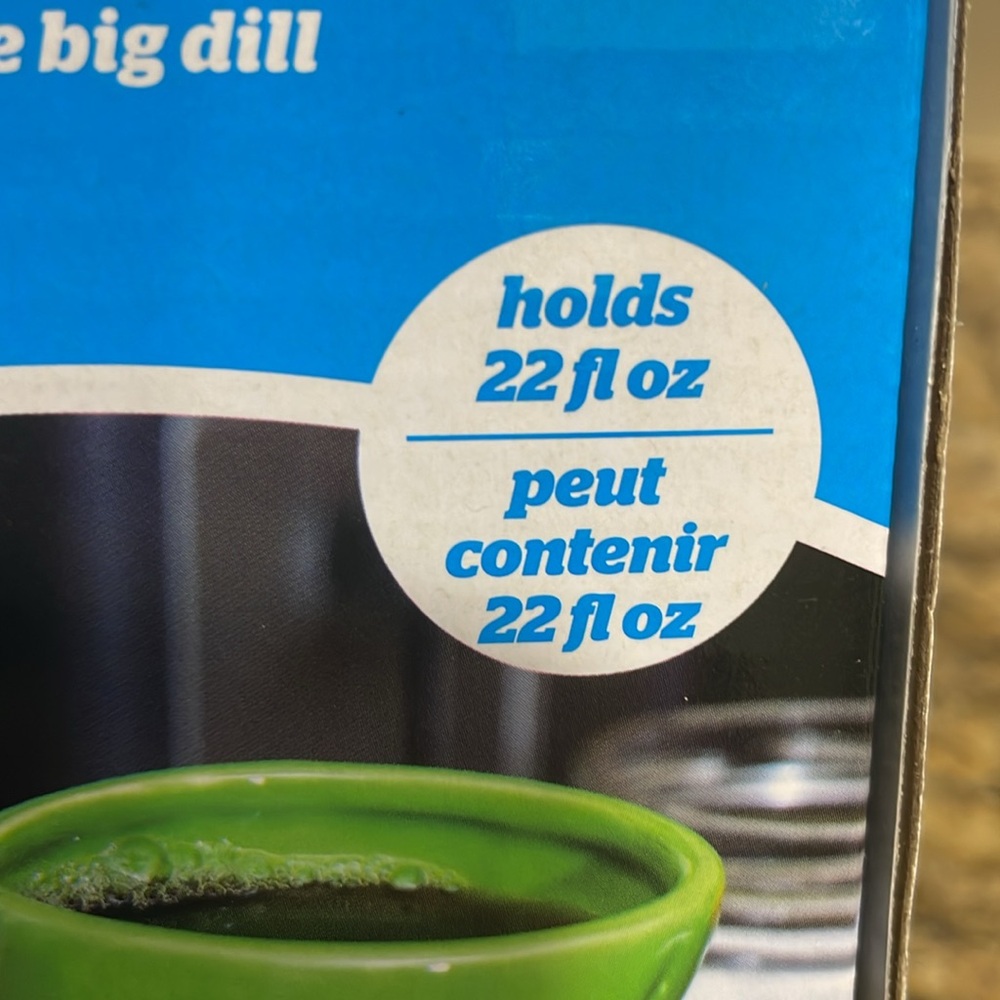 big dill
holds
22 fl oz
peut
contenir
22 fl oz